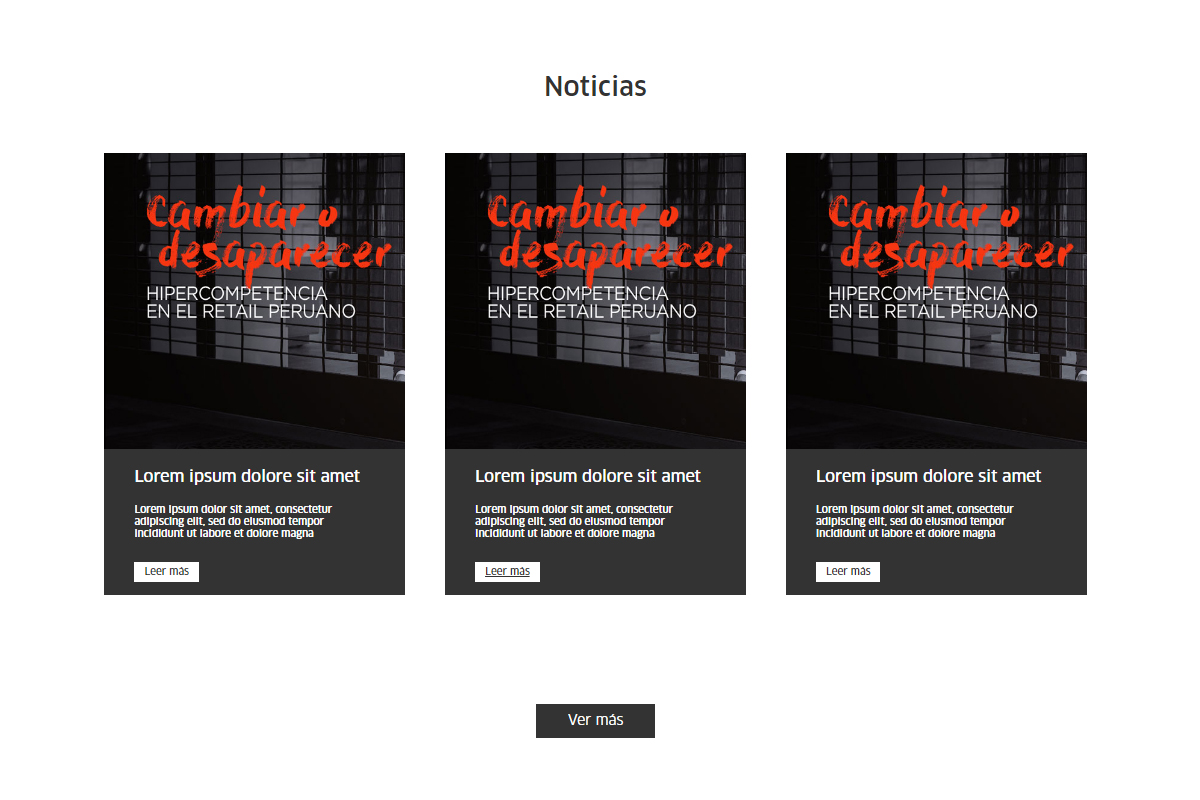 Noticias
Cambiar o
desaparecer
HIPERCOMPETENCIA
EN EL RETAIL PERUANO
Lorem ipsum dolore sit amet
Lorem ipsum dolor sit amet, consectetur
adipiscing elit, sed do eiusmod tempor
incididunt ut labore et dolore magna
Leer más
Cambiar o
desaparecer
HIPERCOMPETENCIA
EN EL RETAIL PERUANO
Lorem ipsum dolore sit amet
Lorem ipsum dolor sit amet, consectetur
adipiscing elit, sed do eiusmod tempor
incididunt ut labore et dolore magna
Leer más
Cambiar o
desaparecer
HIPERCOMPETENCIA
EN EL RETAIL PERUANO
Lorem ipsum dolore sit amet
Lorem ipsum dolor sit amet, consectetur
adipiscing elit, sed do eiusmod tempor
incididunt ut labore et dolore magna
Leer más
Ver más